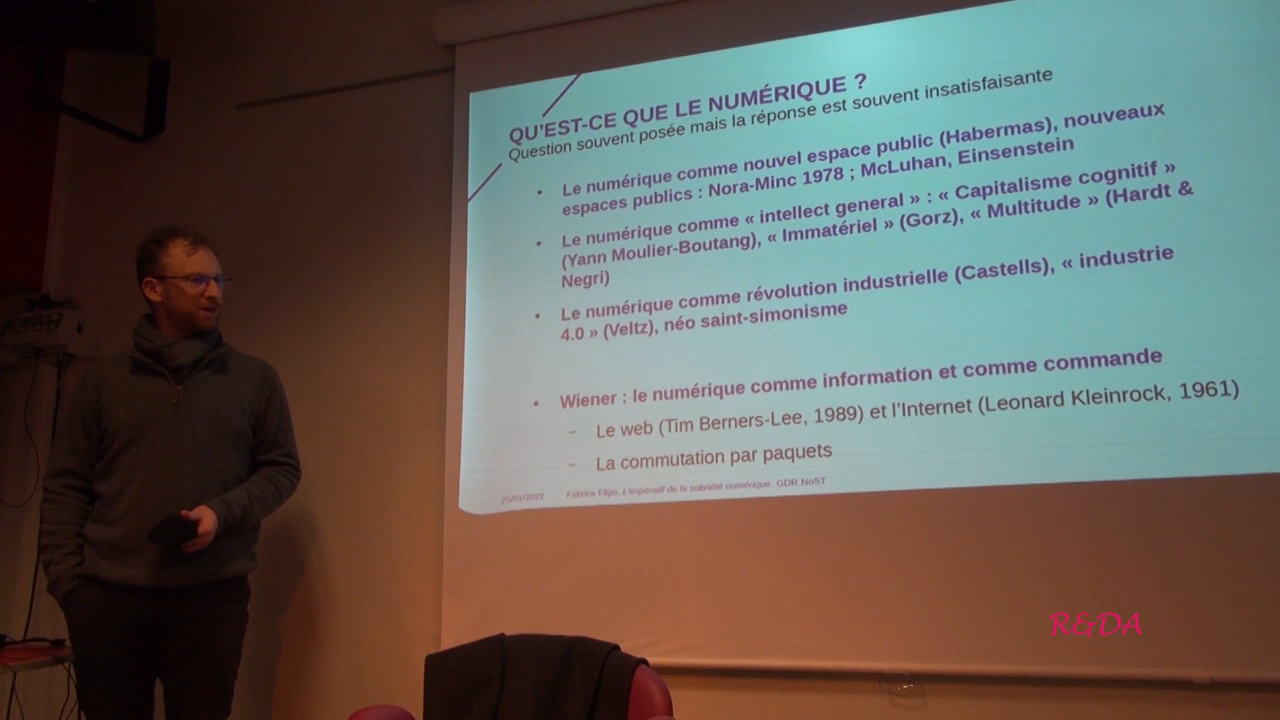 QU'EST-CE QUE LE NUMÉRIQUE ?
Question souvent posée mais la réponse est souvent insatisfaisante
• Le numérique comme nouvel espace public (Habermas), nouveaux
espaces publics : Nora-Minc 1978 ; McLuhan, Einsenstein
• Le numérique comme « intellect general » : « Capitalisme cognitif »
(Yann Moulier-Boutang), « Immatériel » (Gorz), « Multitude » (Hardt &
Negri)
• Le numérique comme révolution industrielle (Castells), « industrie
4.0 » (Veltz), néo saint-simonisme
• Wiener : le numérique comme information et comme commande
– Le web (Tim Berners-Lee, 1989) et l'Internet (Leonard Kleinrock, 1961)
– La commutation par paquets
25/01/2022 Fabrice Flipo. L'impératif de la sobriété numérique. GDR NoST
R&DA